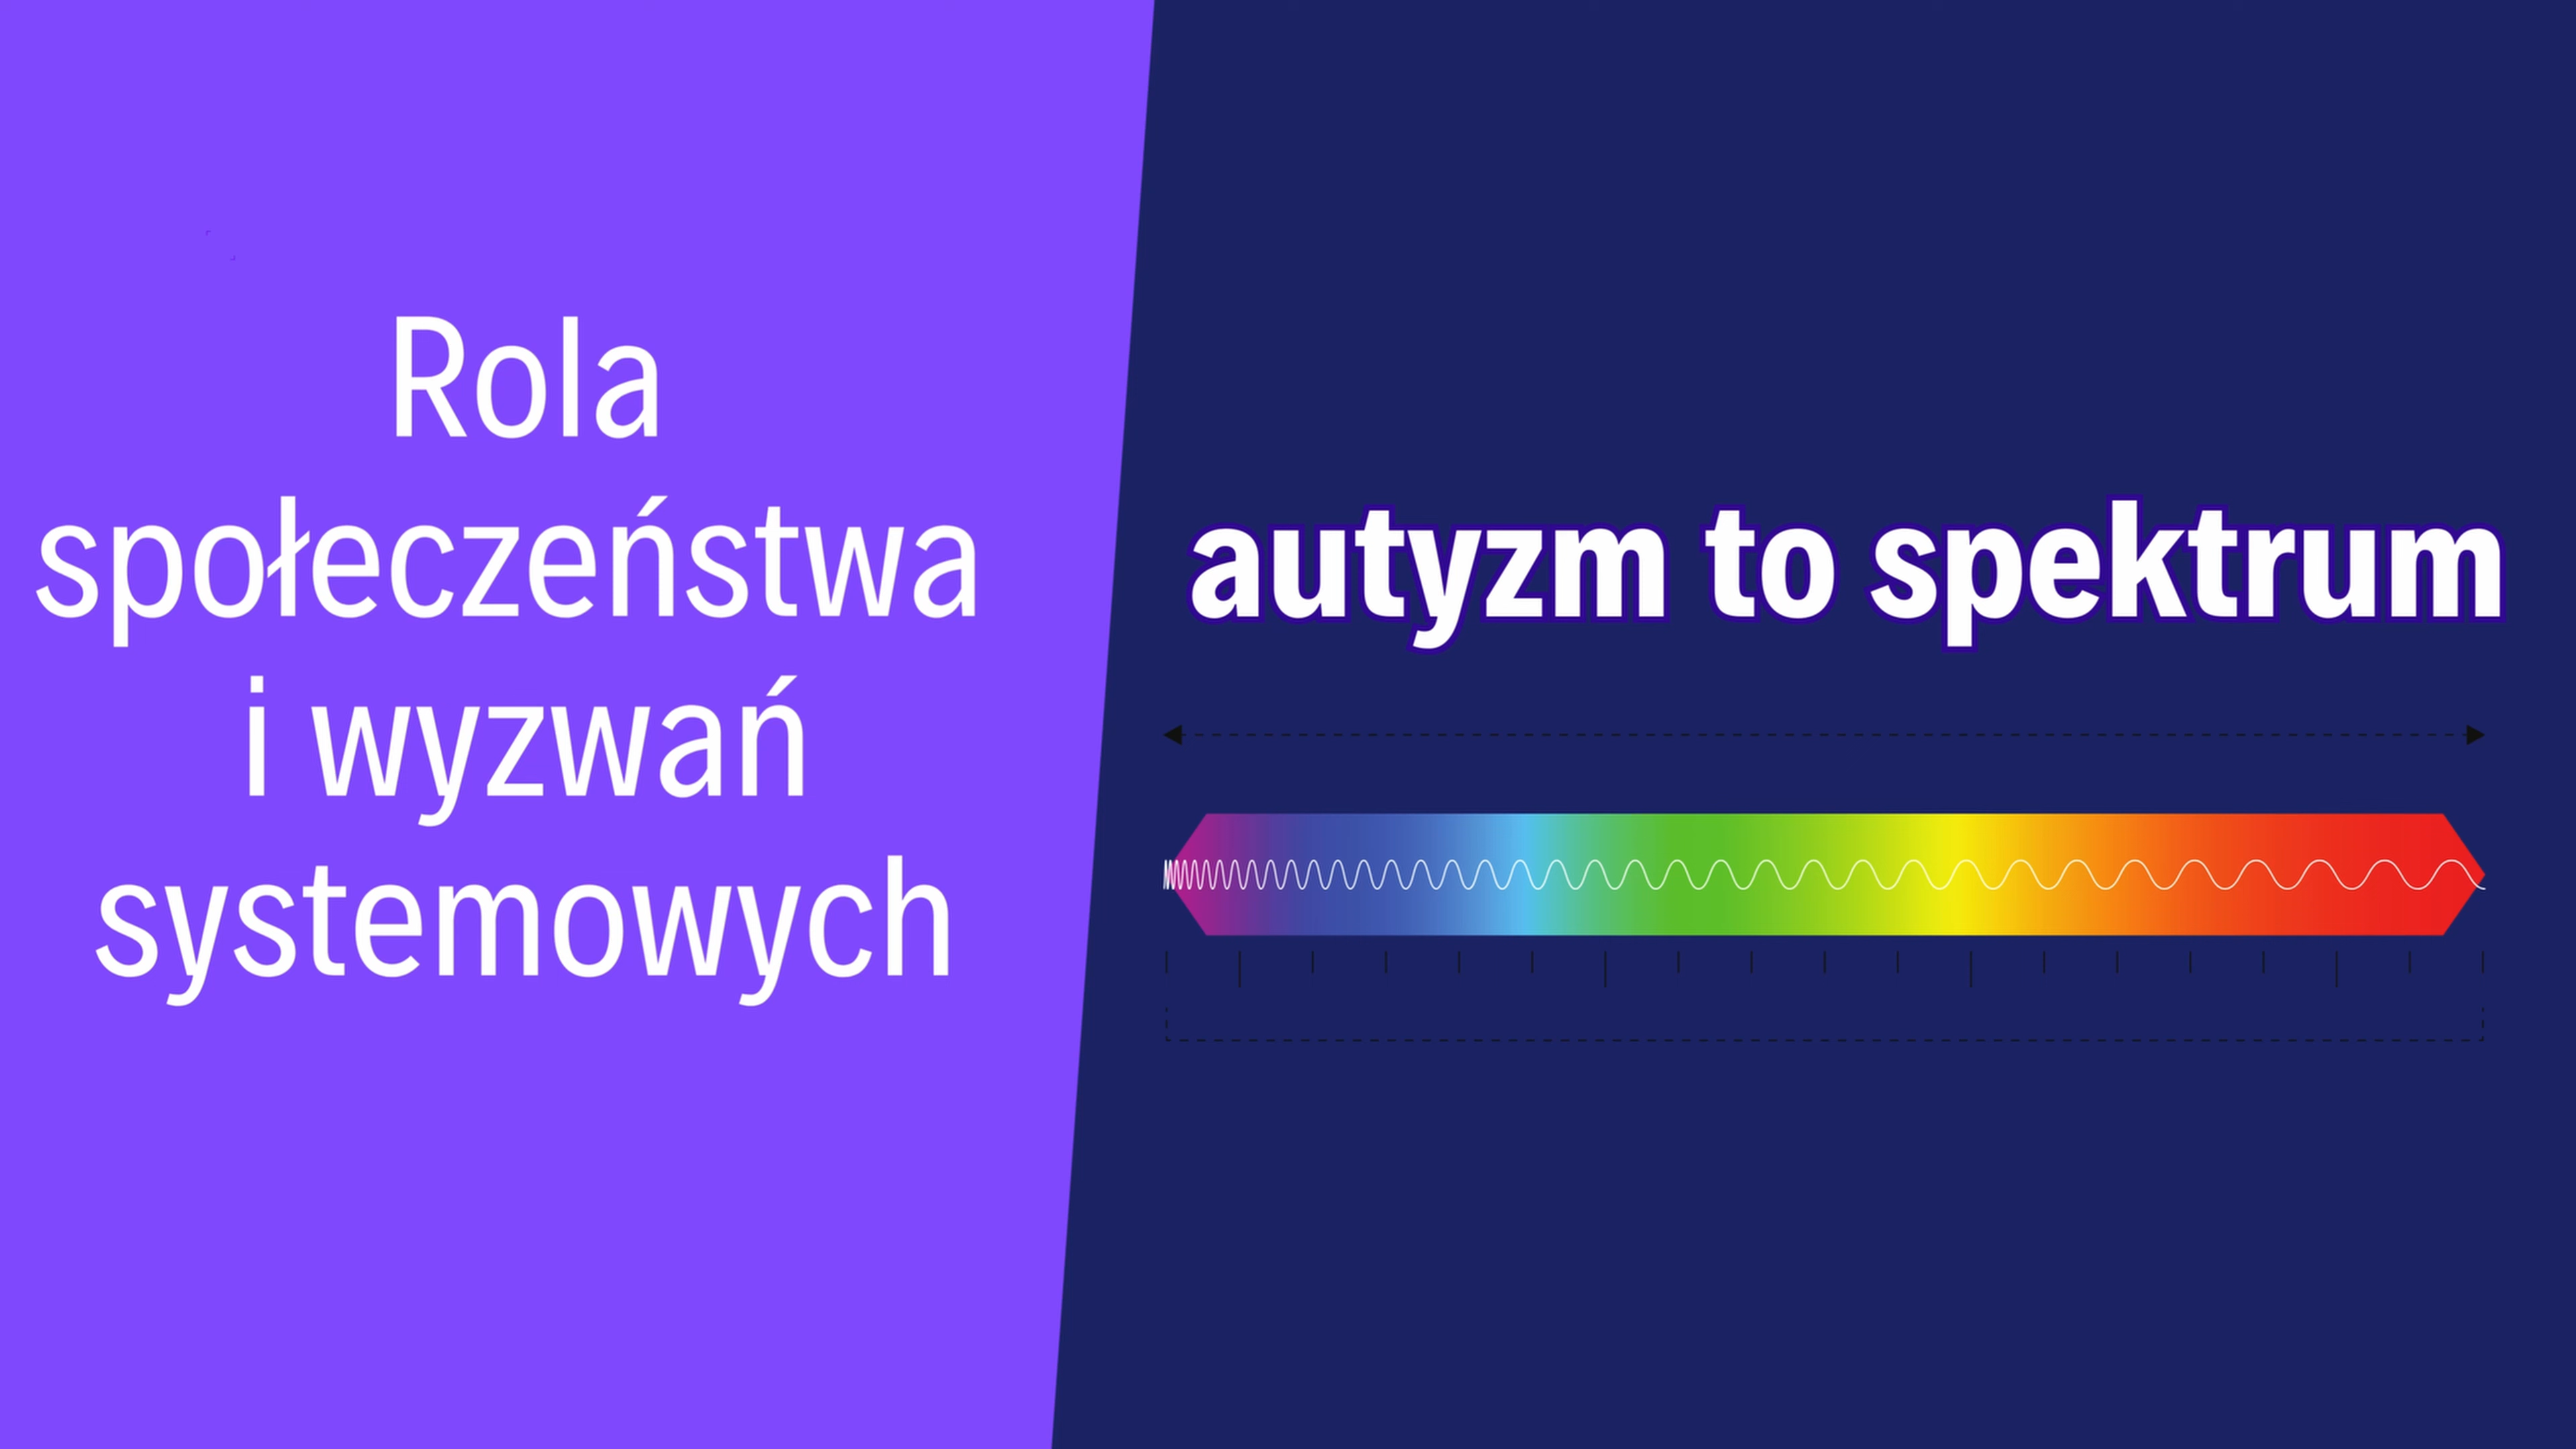 Rola
społeczeństwa
i wyzwań
systemowych
autyzm to spektrum